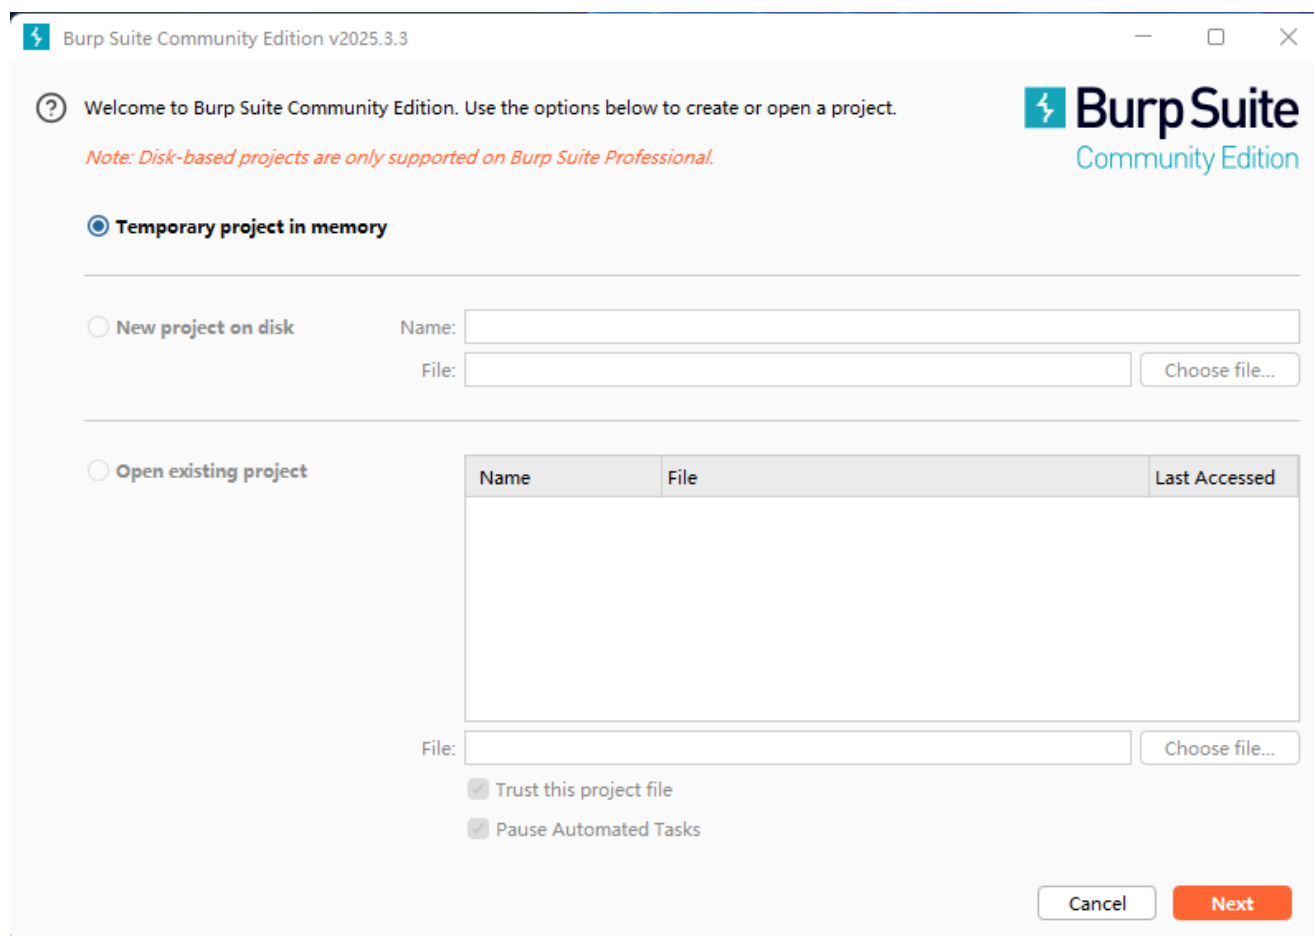 Burp Suite Community Edition v2025.3.3
Welcome to Burp Suite Community Edition. Use the options below to create or open a project.
Burp Suite
Community Edition
Note: Disk-based projects are only supported on Burp Suite Professional.
Temporary project in memory
New project on disk
Name:
File:
Choose file...
Open existing project
Name File Last Accessed
File:
Choose file...
Trust this project file
Pause Automated Tasks
Cancel
Next